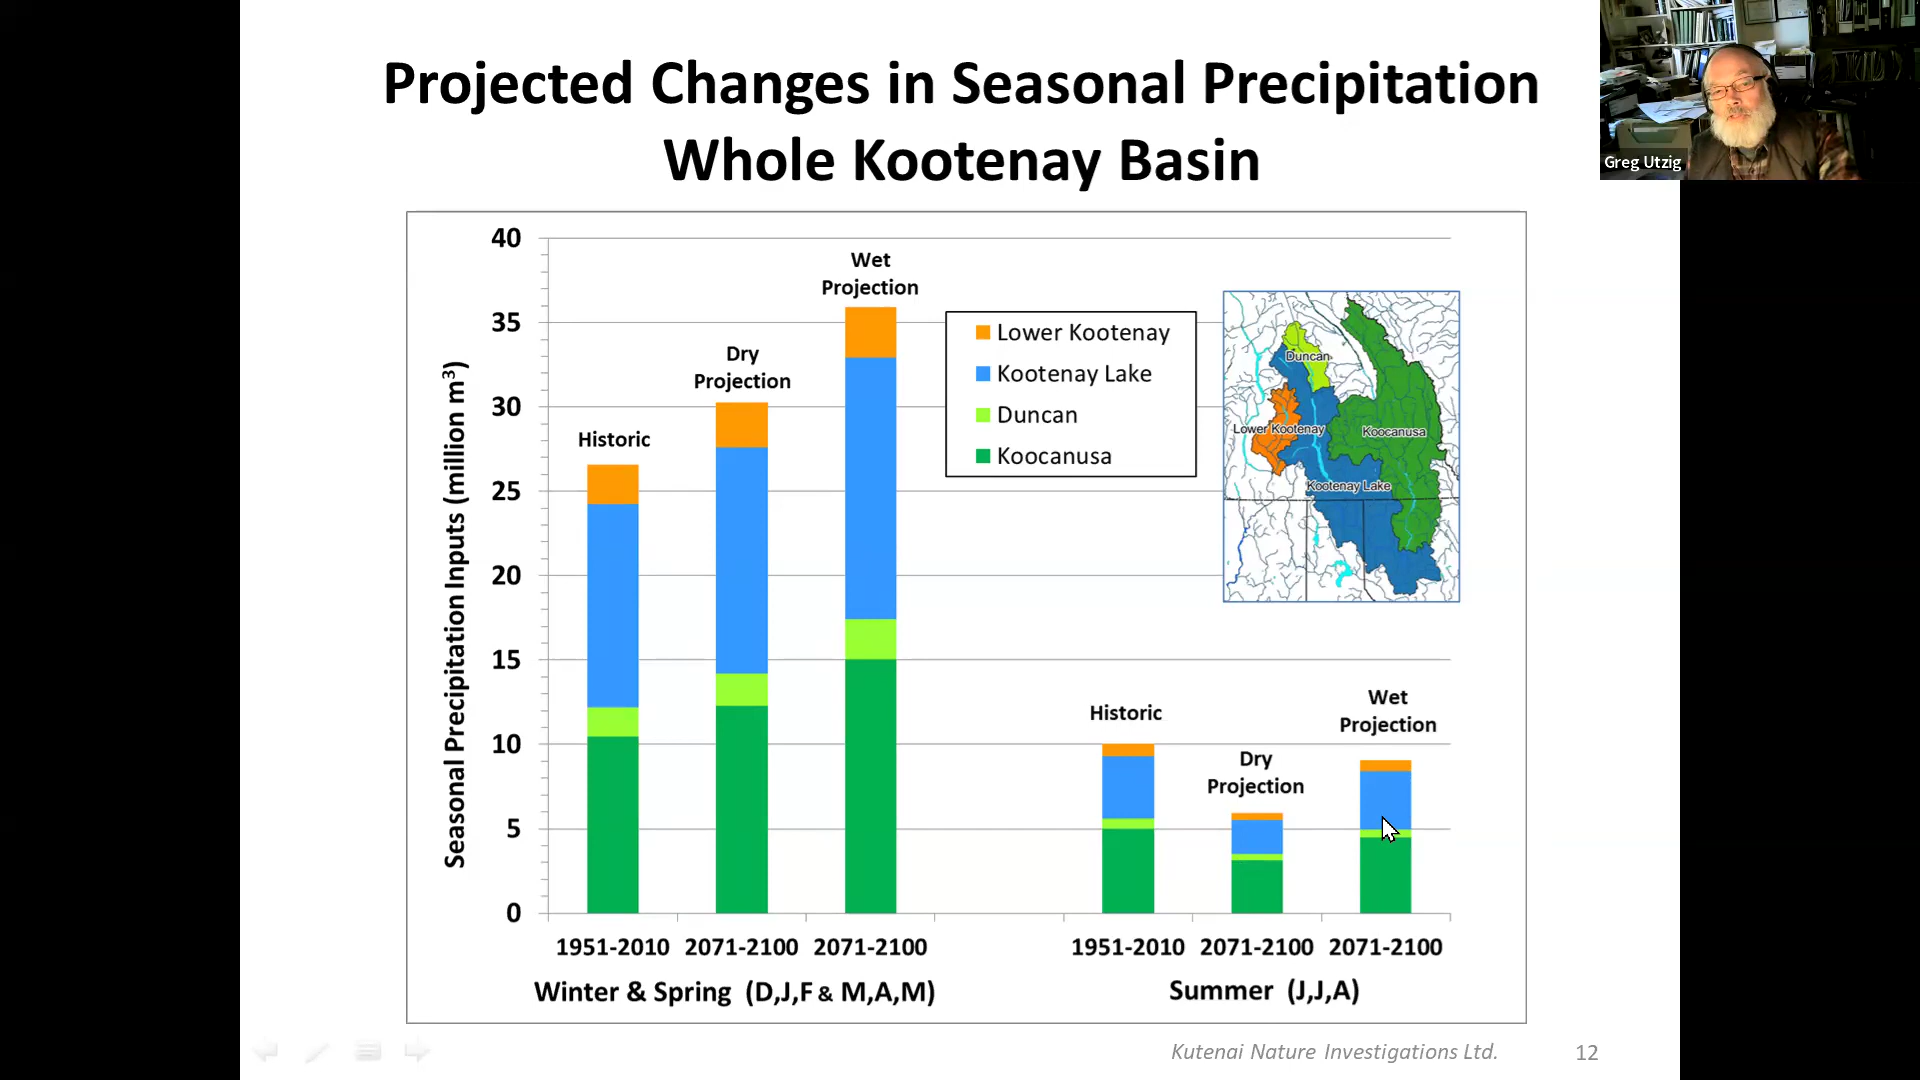 Projected Changes in Seasonal Precipitation
Whole Kootenay Basin
Greg Utzig
Seasonal Precipitation Inputs (million m³)
40
35
30
25
20
15
10
5
0
Historic
Dry
Projection
Wet
Projection
Lower Kootenay
Kootenay Lake
Duncan
Koocanusa
Duncan
Lower Kootenay
Koocanusa
Kootenay Lake
Historic
Dry
Projection
Wet
Projection
1951-2010 2071-2100 2071-2100
1951-2010 2071-2100 2071-2100
Winter & Spring (D,J,F & M,A,M)
Summer (J,J,A)
Kutenai Nature Investigations Ltd.
12